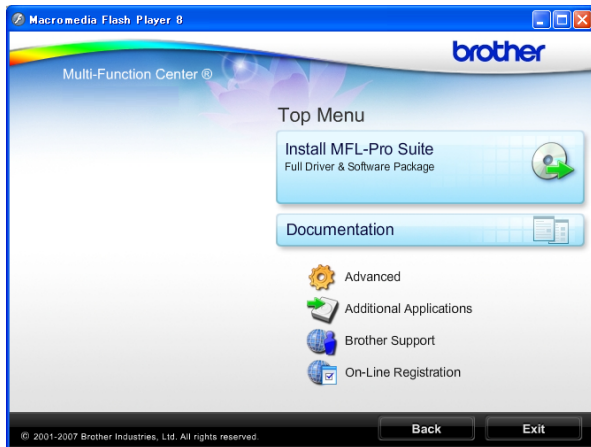 Macromedia Flash Player 8
brother
Multi-Function Center ®
Top Menu
Install MFL-Pro Suite
Full Driver & Software Package
Documentation
Advanced
Additional Applications
Brother Support
On-Line Registration
© 2001-2007 Brother Industries, Ltd. All rights reserved.
Back
Exit